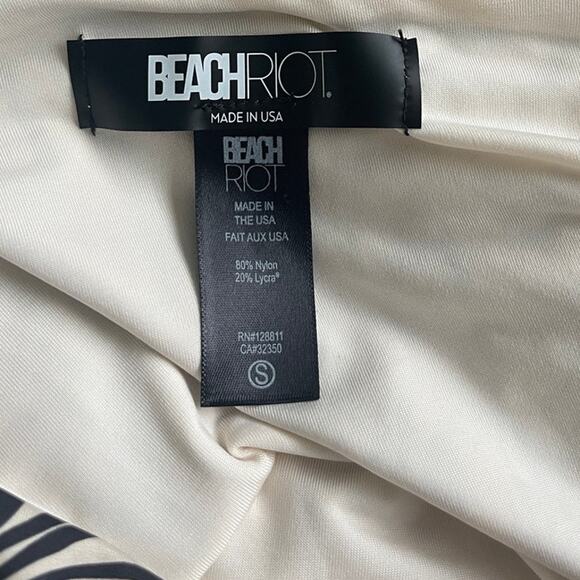 BEACHRIOT®
MADE IN USA
BEACH
RIOT
MADE IN
THE USA
FAIT AUX USA
80% Nylon
20% Lycra®
RN#128811
CA#32350
S